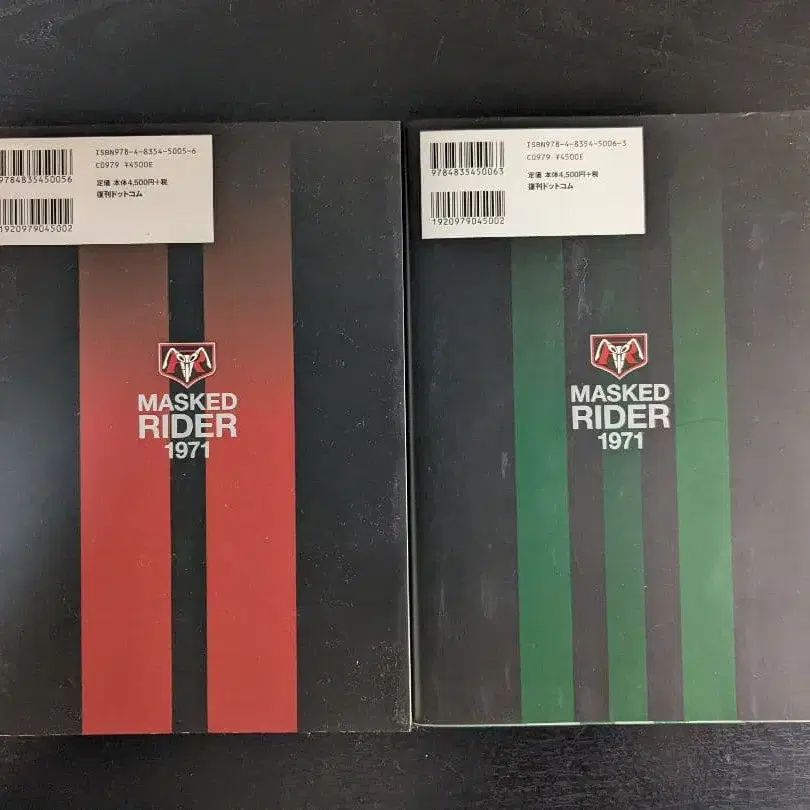 ISBN978-4-8354-5005-6
C0979 ¥4500E
9784835450056
定価 本体4,500円+税
復刊ドットコム
1920979045002
MR
MASKED
RIDER
1971
ISBN978-4-8354-5006-3
C0979 ¥4500E
9784835450063
定価 本体4,500円+税
復刊ドットコム
1920979045002
MR
MASKED
RIDER
1971